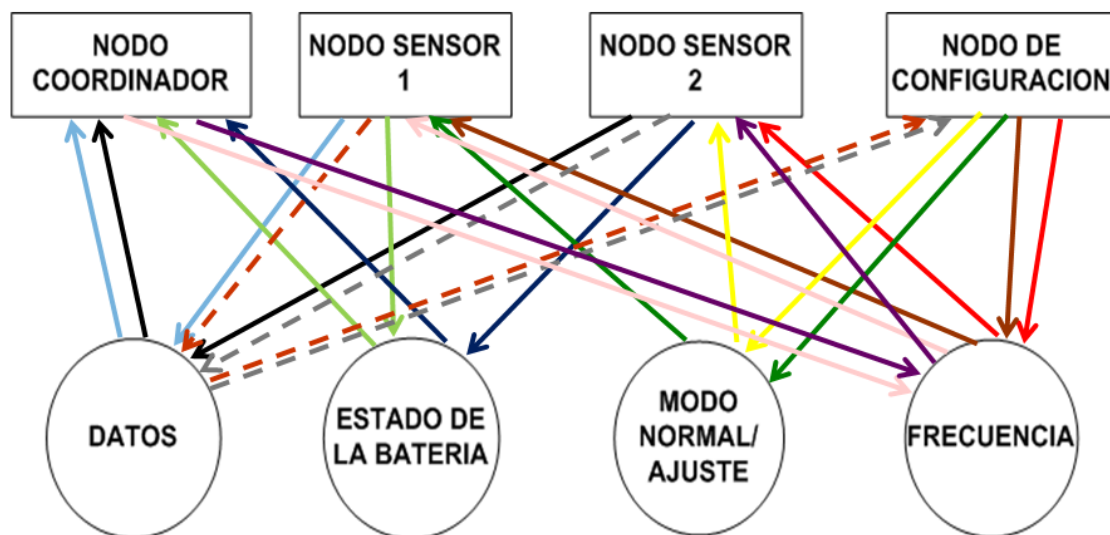 NODO
COORDINADOR
NODO SENSOR
1
NODO SENSOR
2
NODO DE
CONFIGURACION
DATOS
ESTADO DE
LA BATERIA
MODO
NORMAL/
AJUSTE
FRECUENCIA